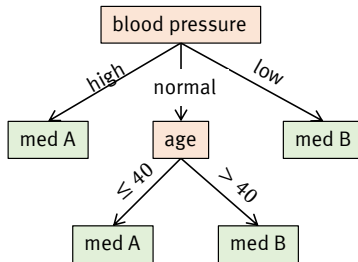 blood pressure
high
normal
low
med A
age
med B
≤ 40
> 40
med A
med B